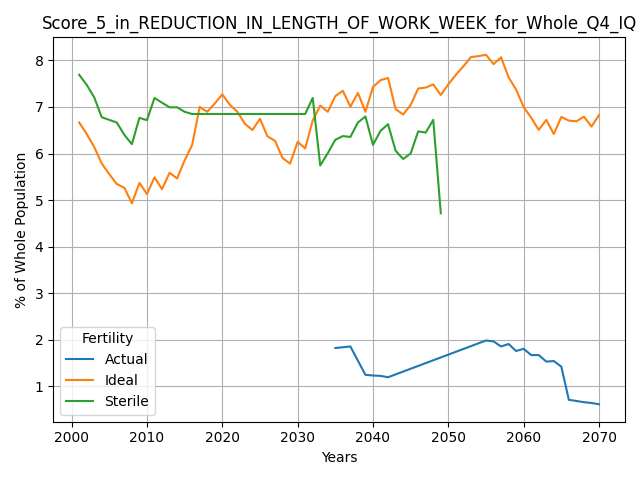 Score_5_in_REDUCTION_IN_LENGTH_OF_WORK_WEEK_for_Whole_Q4_IQ
% of Whole Population
8
7
6
5
4
3
2
1
Fertility
Actual
Ideal
Sterile
2000 2010 2020 2030 2040 2050 2060 2070
Years